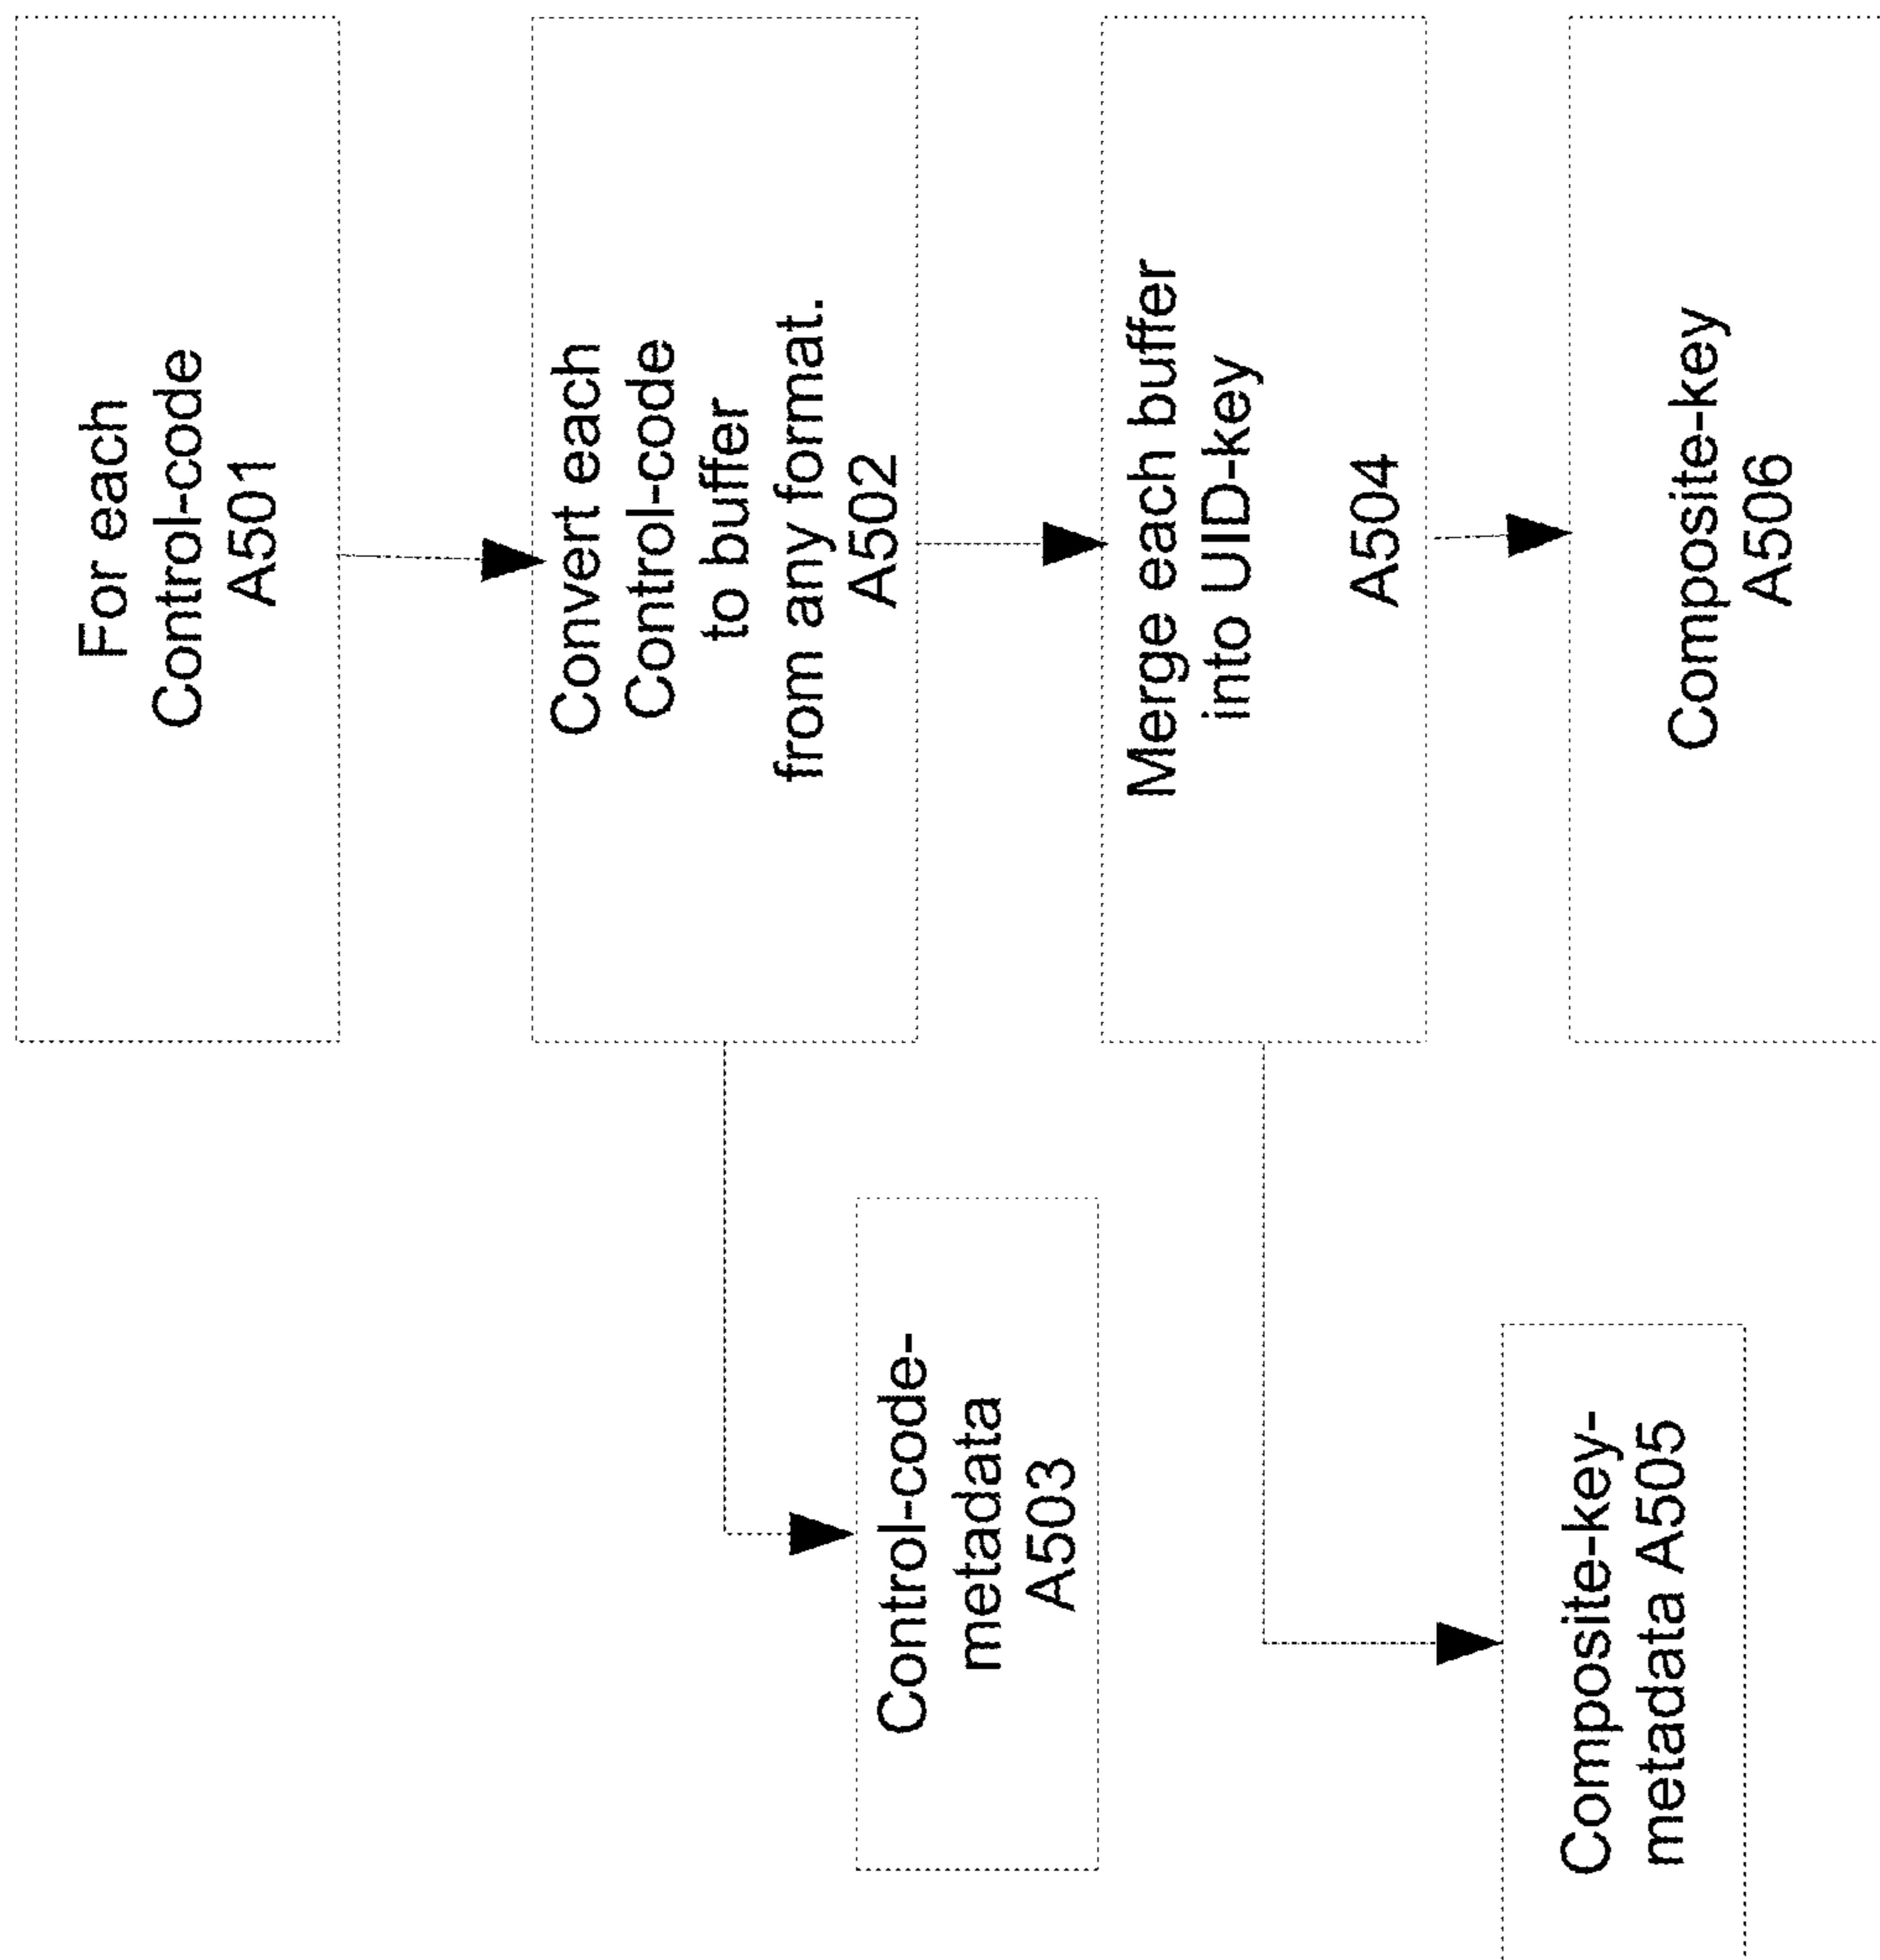 For each
Control-code
A501
Convert each
Control-code
to buffer
from any format.
A502
Control-code-
metadata
A503
Merge each buffer
into UID-key
A504
Composite-key-
metadata A505
Composite-key
A506